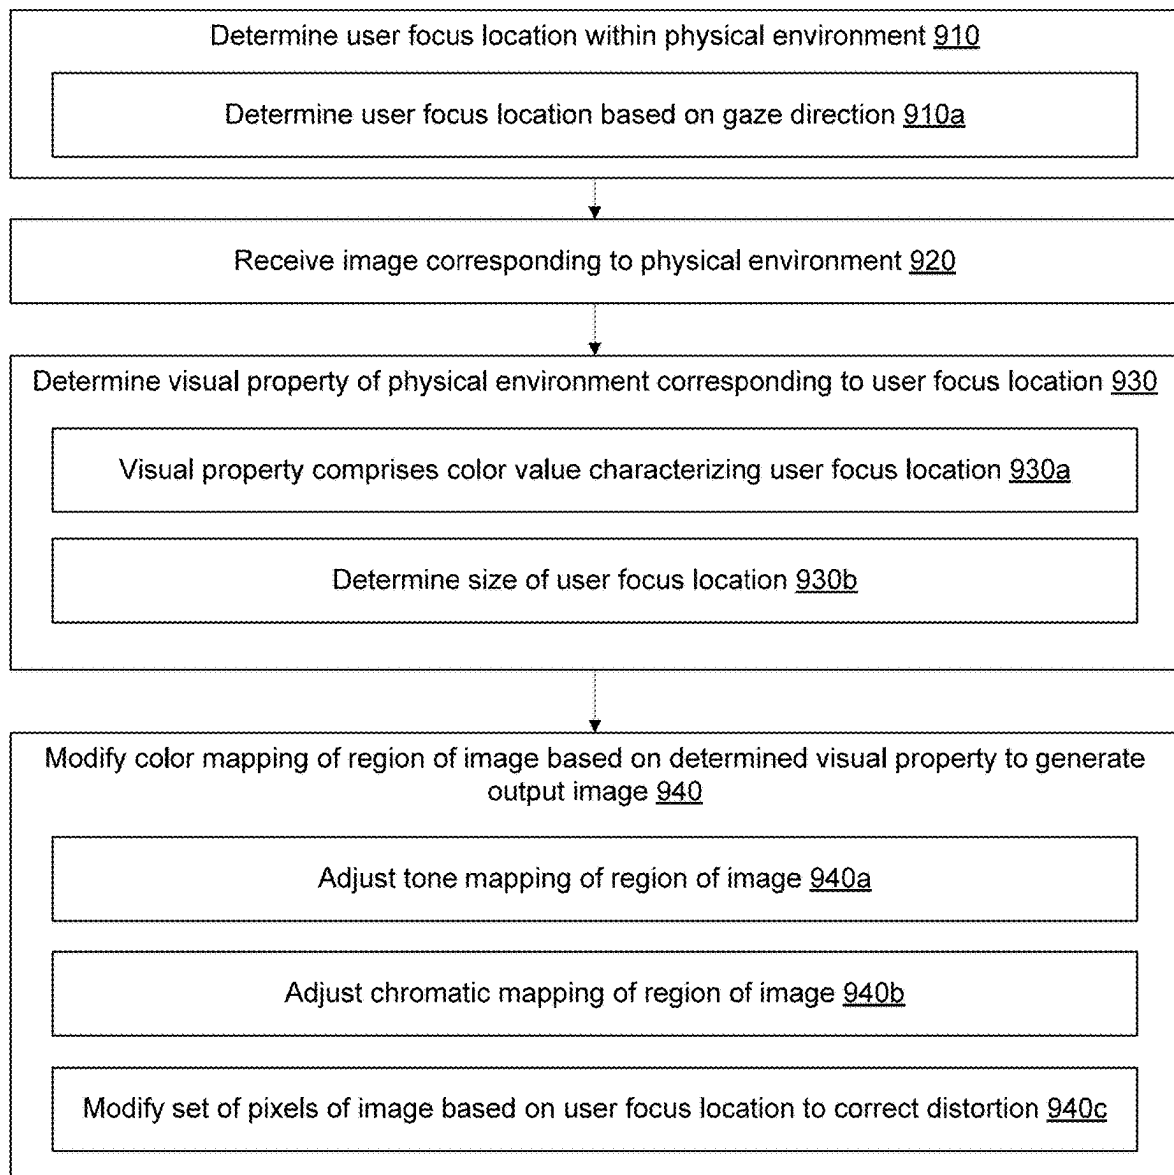 Determine user focus location within physical environment 910
Determine user focus location based on gaze direction 910a
Receive image corresponding to physical environment 920
Determine visual property of physical environment corresponding to user focus location 930
Visual property comprises color value characterizing user focus location 930a
Determine size of user focus location 930b
Modify color mapping of region of image based on determined visual property to generate
output image 940
Adjust tone mapping of region of image 940a
Adjust chromatic mapping of region of image 940b
Modify set of pixels of image based on user focus location to correct distortion 940c